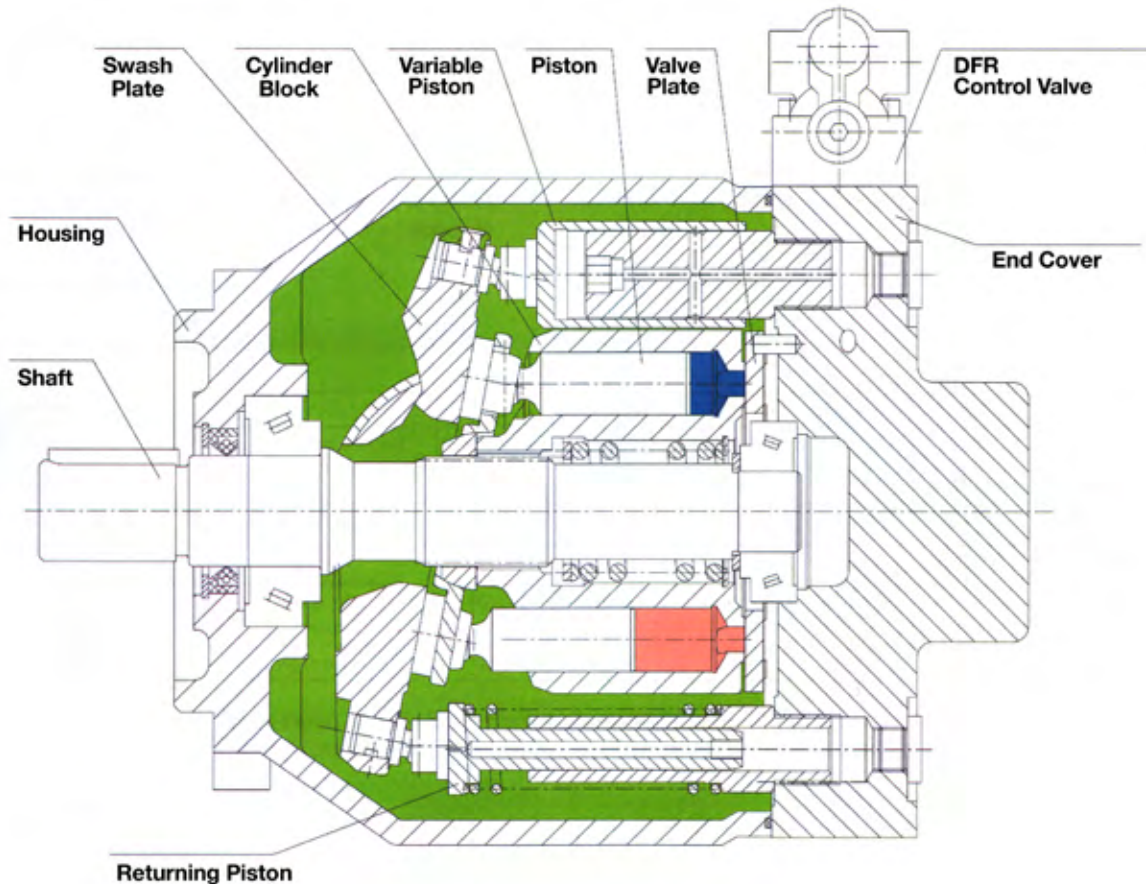 Swash
Plate
Cylinder
Block
Variable
Piston
Piston
Valve
Plate
DFR
Control Valve
Housing
End Cover
Shaft
Returning Piston